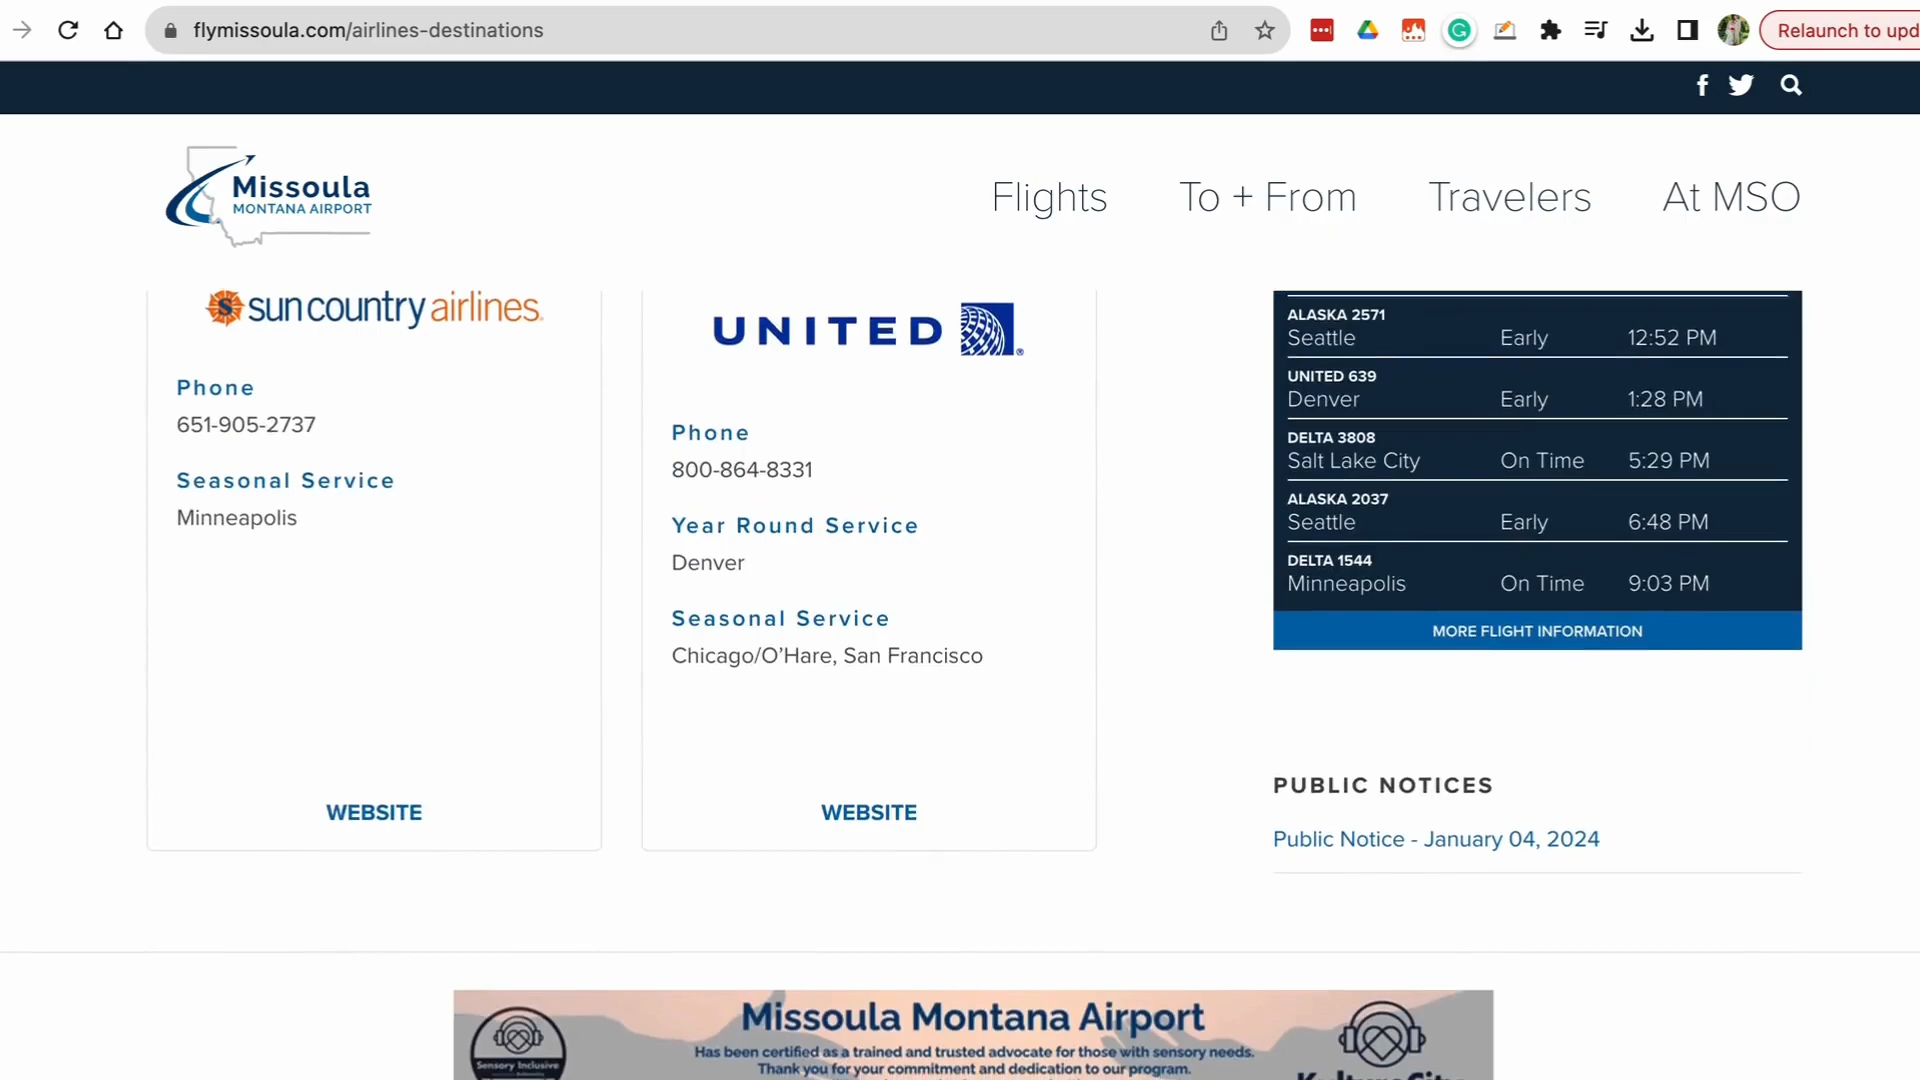 flymissoula.com/airlines-destinations
Relaunch to upd
Missoula
MONTANA AIRPORT
Flights
To + From
Travelers
At MSO
sun country airlines.
Phone
651-905-2737
Seasonal Service
Minneapolis
WEBSITE
UNITED
Phone
800-864-8331
Year Round Service
Denver
Seasonal Service
Chicago/O’Hare, San Francisco
WEBSITE
ALASKA 2571
Seattle Early 12:52 PM
UNITED 639
Denver Early 1:28 PM
DELTA 3808
Salt Lake City On Time 5:29 PM
ALASKA 2037
Seattle Early 6:48 PM
DELTA 1544
Minneapolis On Time 9:03 PM
MORE FLIGHT INFORMATION
PUBLIC NOTICES
Public Notice - January 04, 2024
Missoula Montana Airport
Has been certified as a trained and trusted advocate for those with sensory needs.
Thank you for your commitment and dedication to our program.
Sensory Inclusive
KultureCity